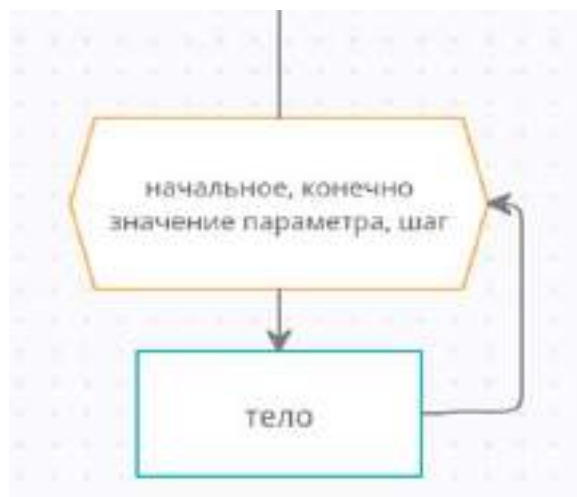 начальное, конечно
значение параметра, шаг
тело